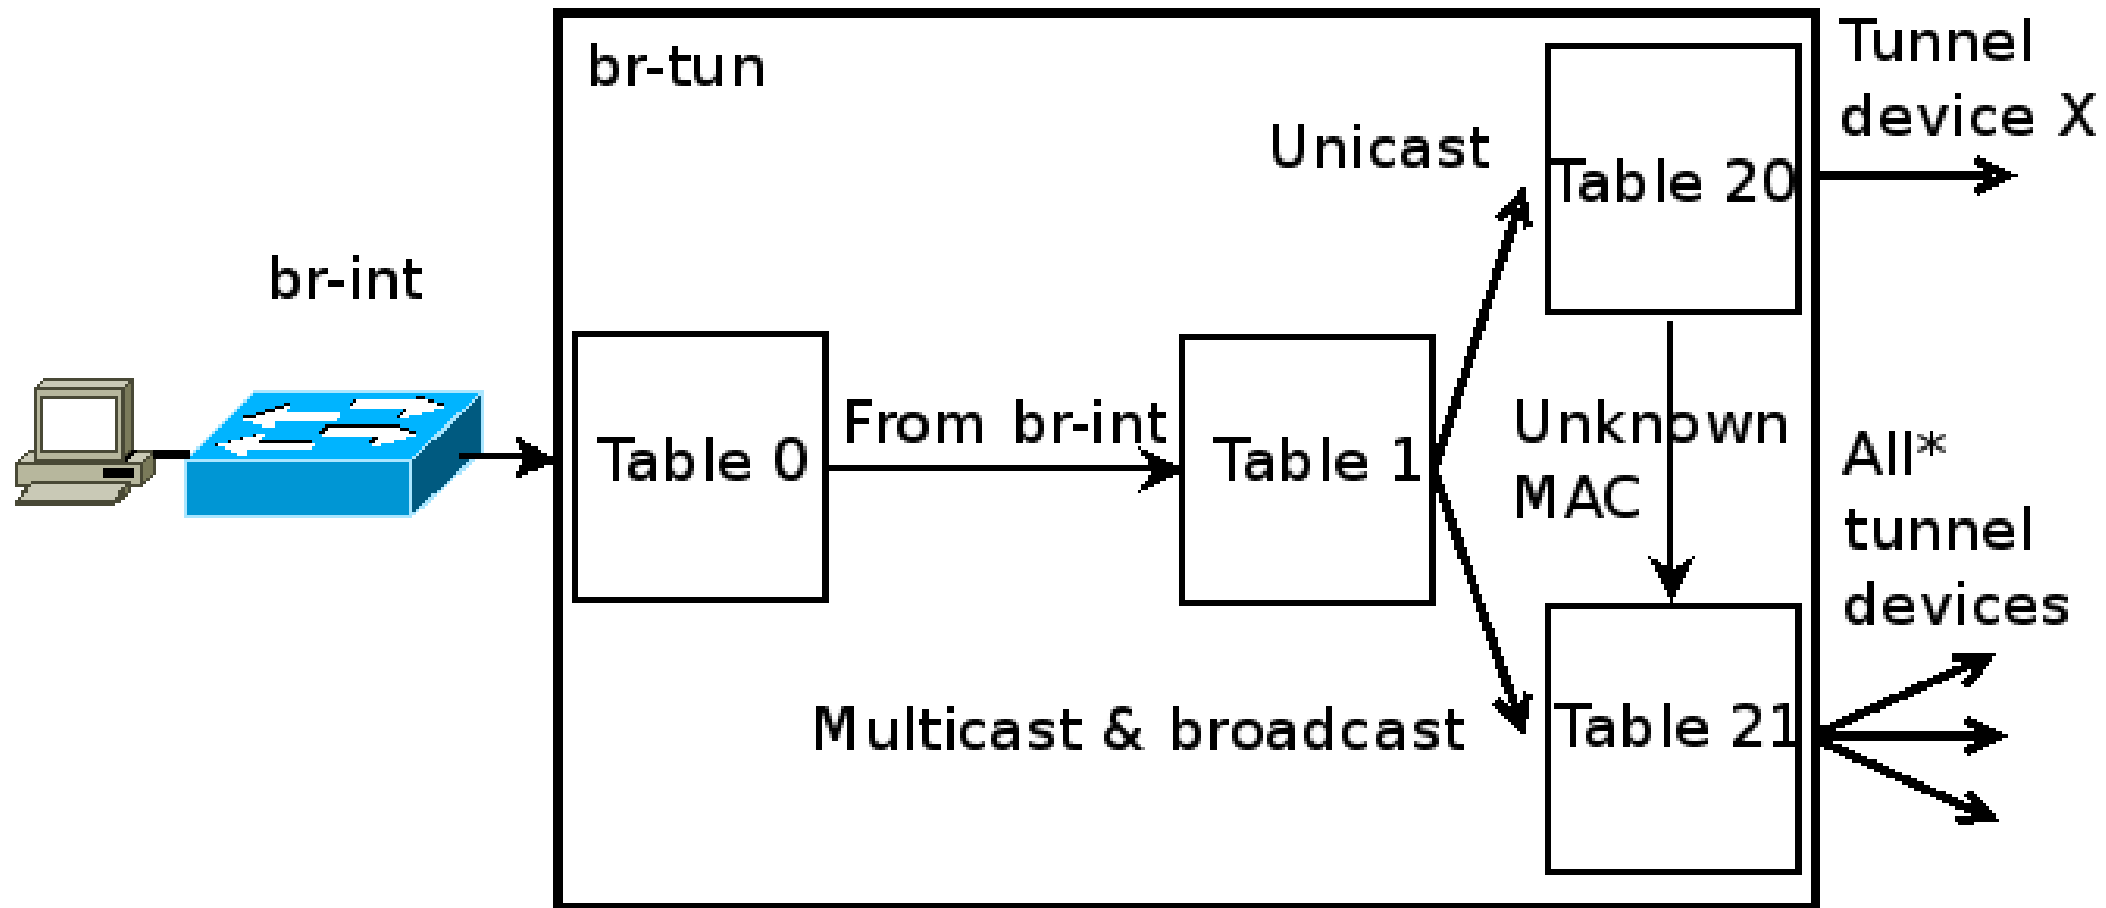 br-tun
Tunnel
device X
Unicast
Table 20
br-int
From br-int
Table 0
Table 1
Unknown
MAC
All*
tunnel
devices
Multicast & broadcast
Table 21